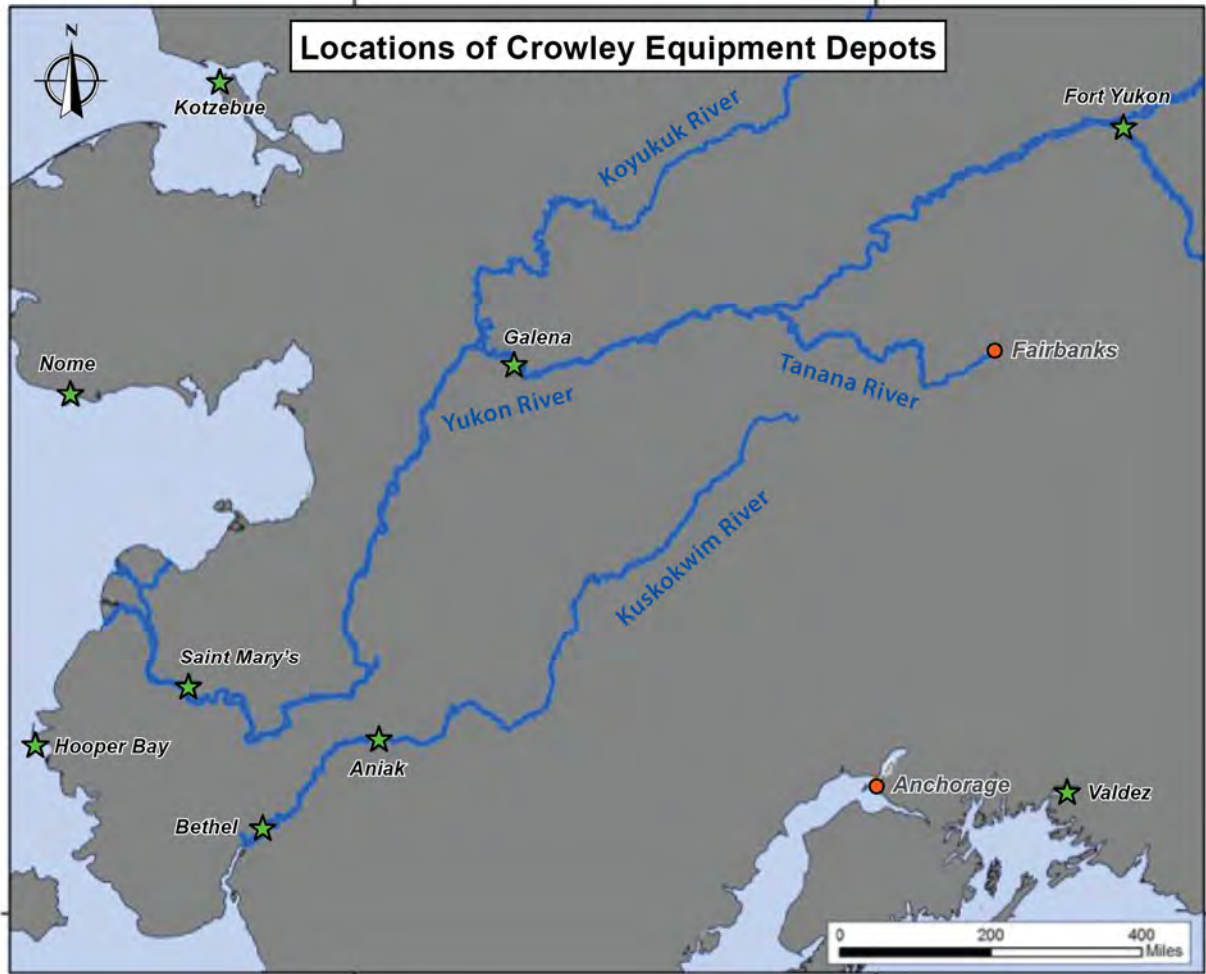 Locations of Crowley Equipment Depots
N
Kotzebue
Fort Yukon
Koyukuk River
Galena
Nome
Fairbanks
Yukon River
Tanana River
Kuskokwim River
Saint Mary's
Hooper Bay
Aniak
Anchorage
Valdez
Bethel
0 200 400
Miles